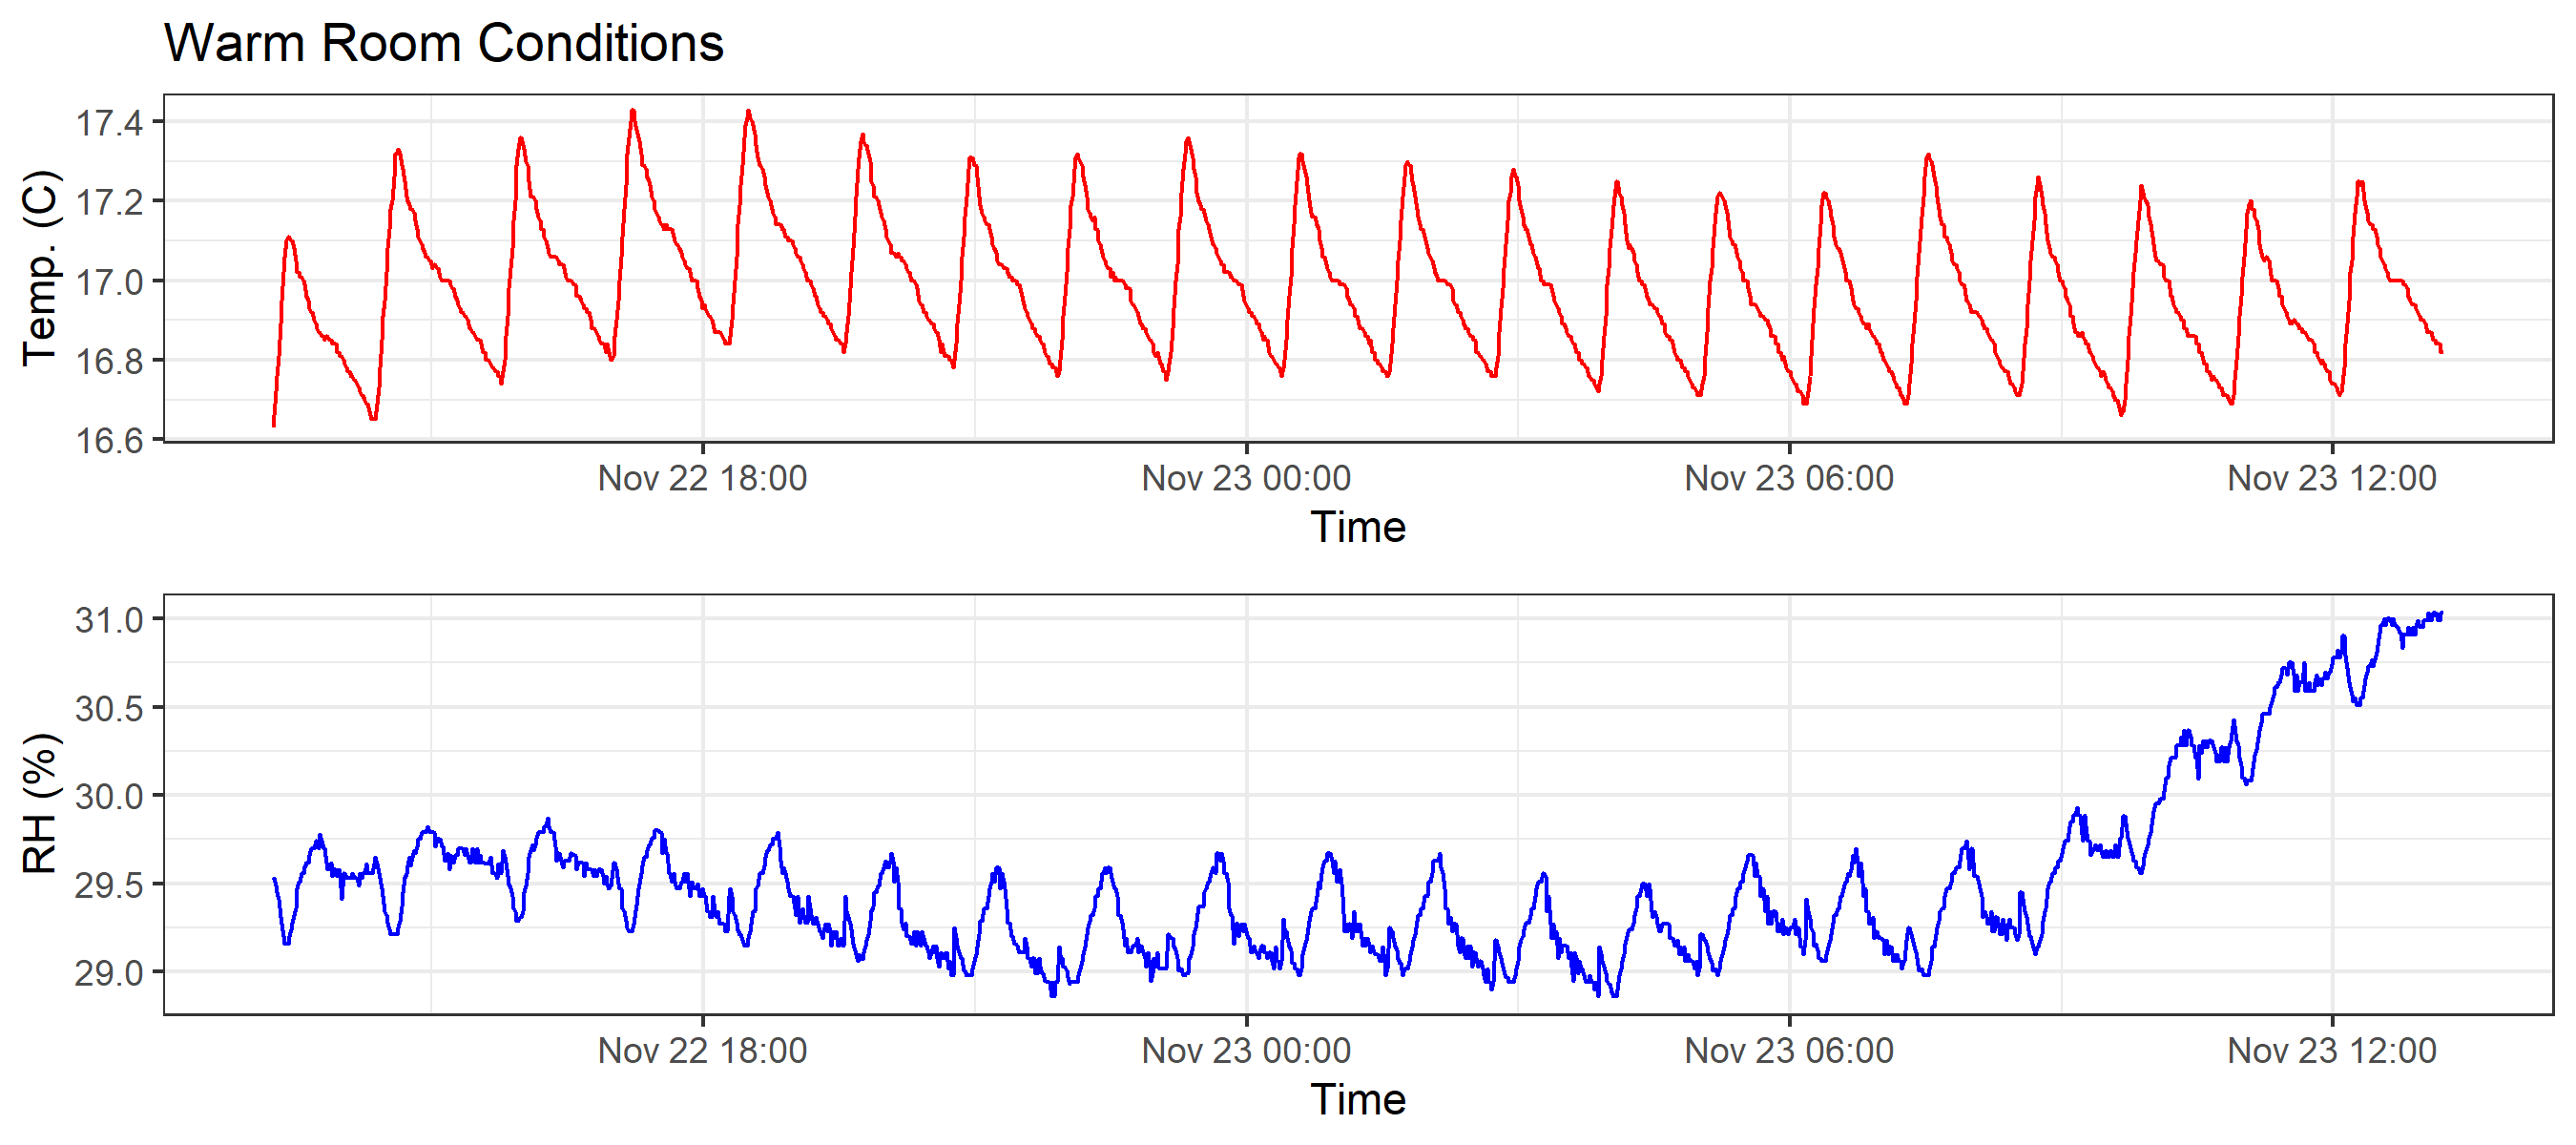 Warm Room Conditions
17.4
17.2
17.0
16.8
16.6
Temp. (C)
Nov 22 18:00 Nov 23 00:00 Nov 23 06:00 Nov 23 12:00
Time
31.0
30.5
30.0
29.5
29.0
RH (%)
Nov 22 18:00 Nov 23 00:00 Nov 23 06:00 Nov 23 12:00
Time